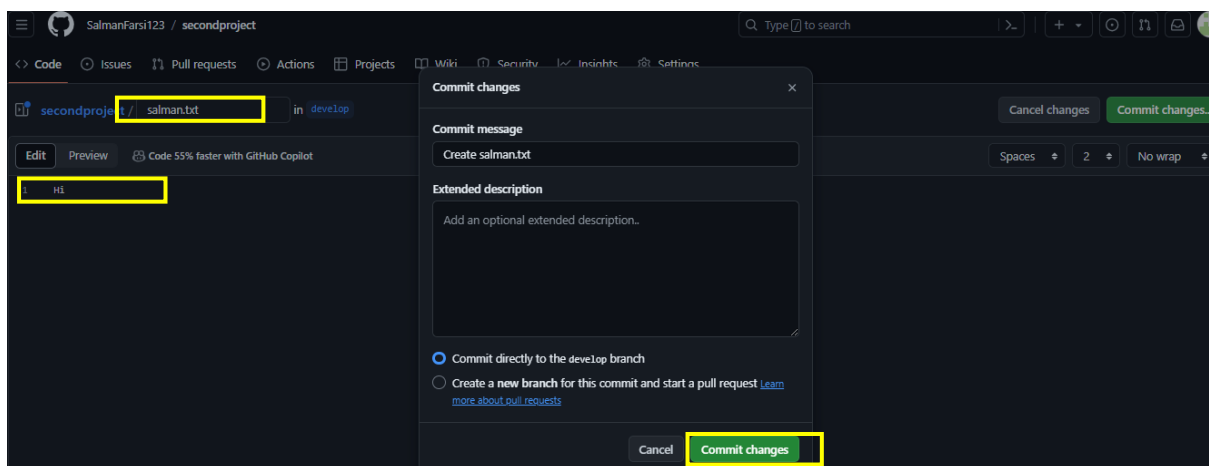 SalmanFarsi123 / secondproject
Type / to search
Code Issues Pull requests Actions Projects Wiki Security Insights Settings
secondproject / salman.txt in develop
Cancel changes Commit changes..
Edit Preview Code 55% faster with GitHub Copilot
Spaces 2 No wrap
1 Hi
Commit changes
Commit message
Create salman.txt
Extended description
Add an optional extended description..
Commit directly to the develop branch
Create a new branch for this commit and start a pull request Learn
more about pull requests
Cancel Commit changes